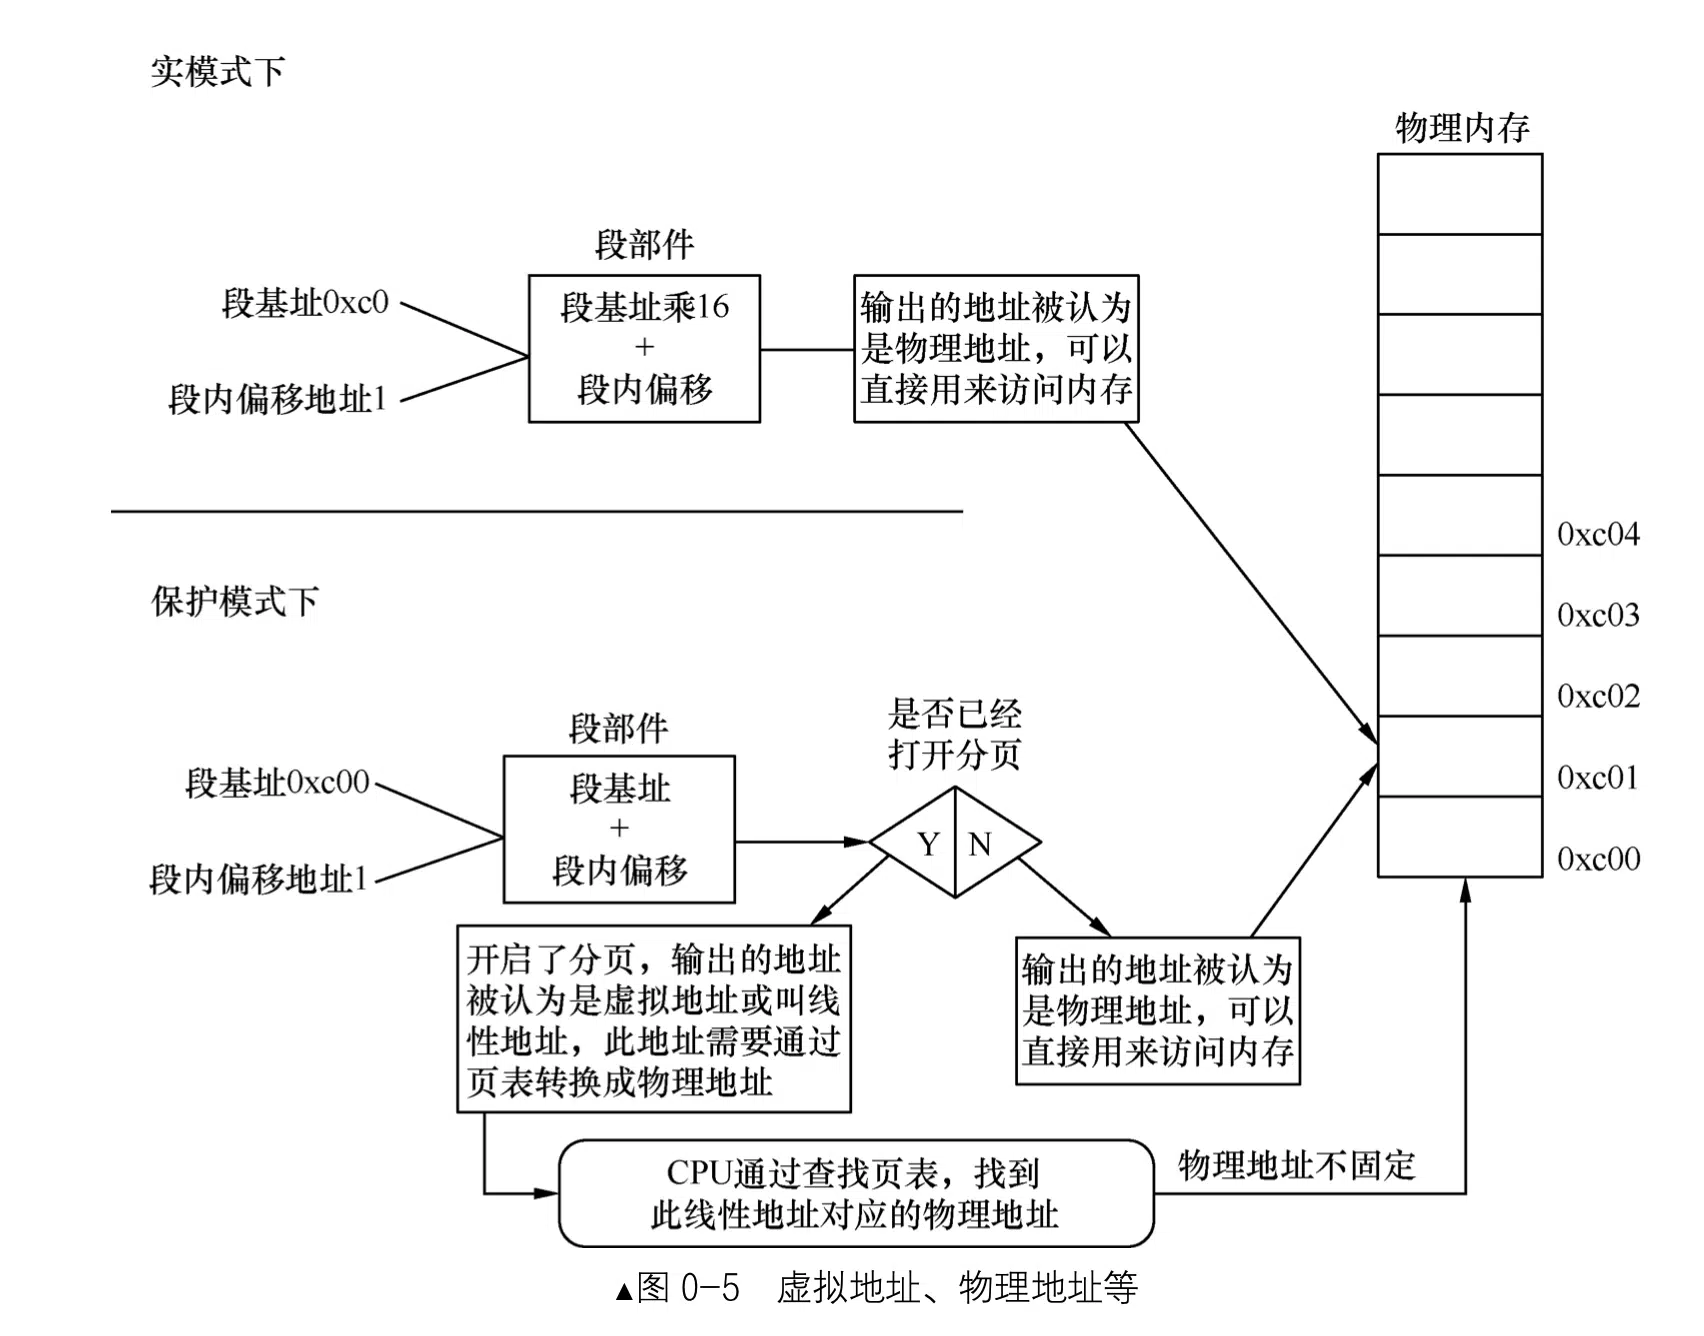 实模式下
物理内存
段部件
段基址0xc0
段内偏移地址1
段基址乘16
+
段内偏移
输出的地址被认为
是物理地址，可以
直接用来访问内存
0xc04
0xc03
0xc02
0xc01
0xc00
保护模式下
段部件
段基址0xc00
段内偏移地址1
段基址
+
段内偏移
是否已经
打开分页
Y
N
开启了分页，输出的地址
被认为是虚拟地址或叫线
性地址，此地址需要通过
页表转换成物理地址
输出的地址被认为
是物理地址，可以
直接用来访问内存
CPU通过查找页表，找到
此线性地址对应的物理地址
物理地址不固定
▲图 0-5　虚拟地址、物理地址等